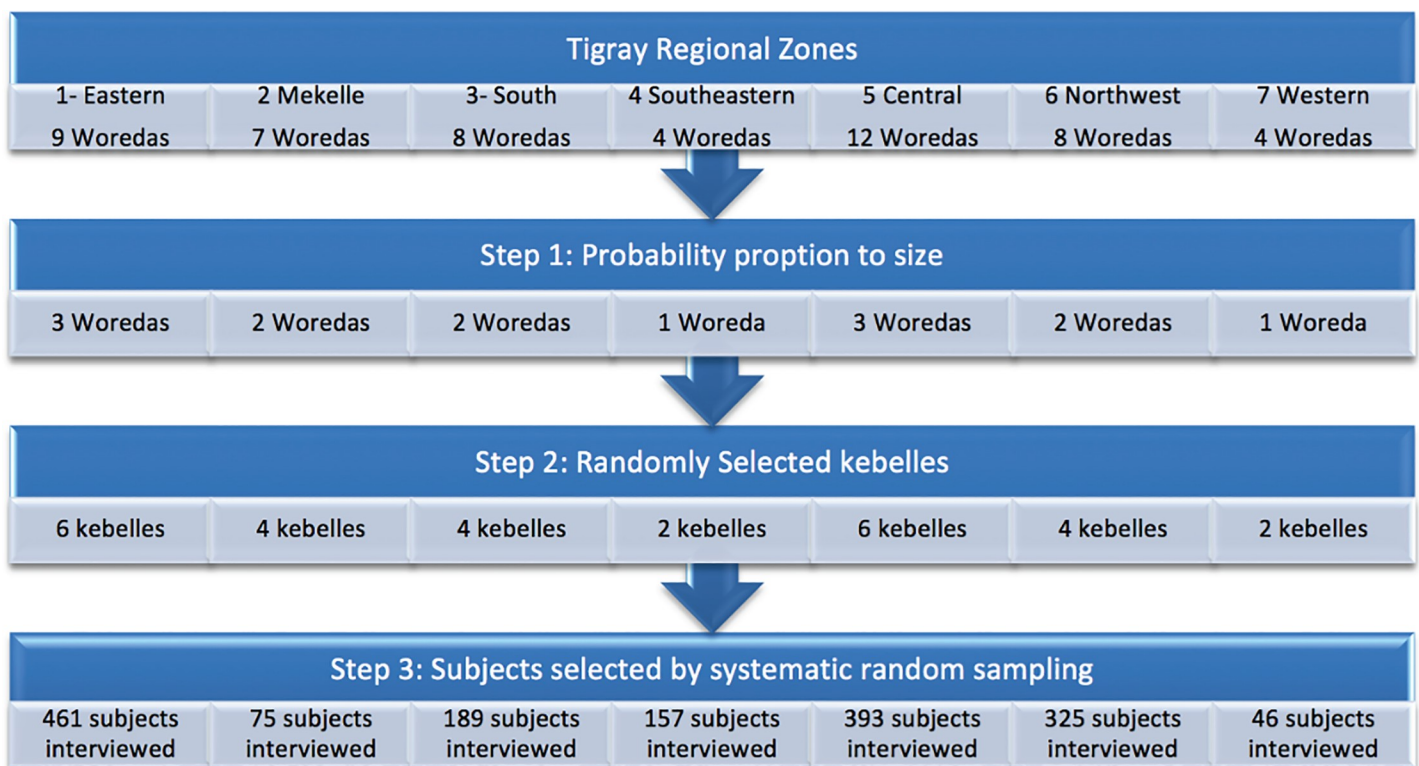 Tigray Regional Zones
1- Eastern 2 Mekelle 3- South 4 Southeastern 5 Central 6 Northwest 7 Western
9 Woredas 7 Woredas 8 Woredas 4 Woredas 12 Woredas 8 Woredas 4 Woredas
Step 1: Probability proption to size
3 Woredas 2 Woredas 2 Woredas 1 Woreda 3 Woredas 2 Woredas 1 Woreda
Step 2: Randomly Selected kebelles
6 kebelles 4 kebelles 4 kebelles 2 kebelles 6 kebelles 4 kebelles 2 kebelles
Step 3: Subjects selected by systematic random sampling
461 subjects 75 subjects 189 subjects 157 subjects 393 subjects 325 subjects 46 subjects
interviewed interviewed interviewed interviewed interviewed interviewed interviewed